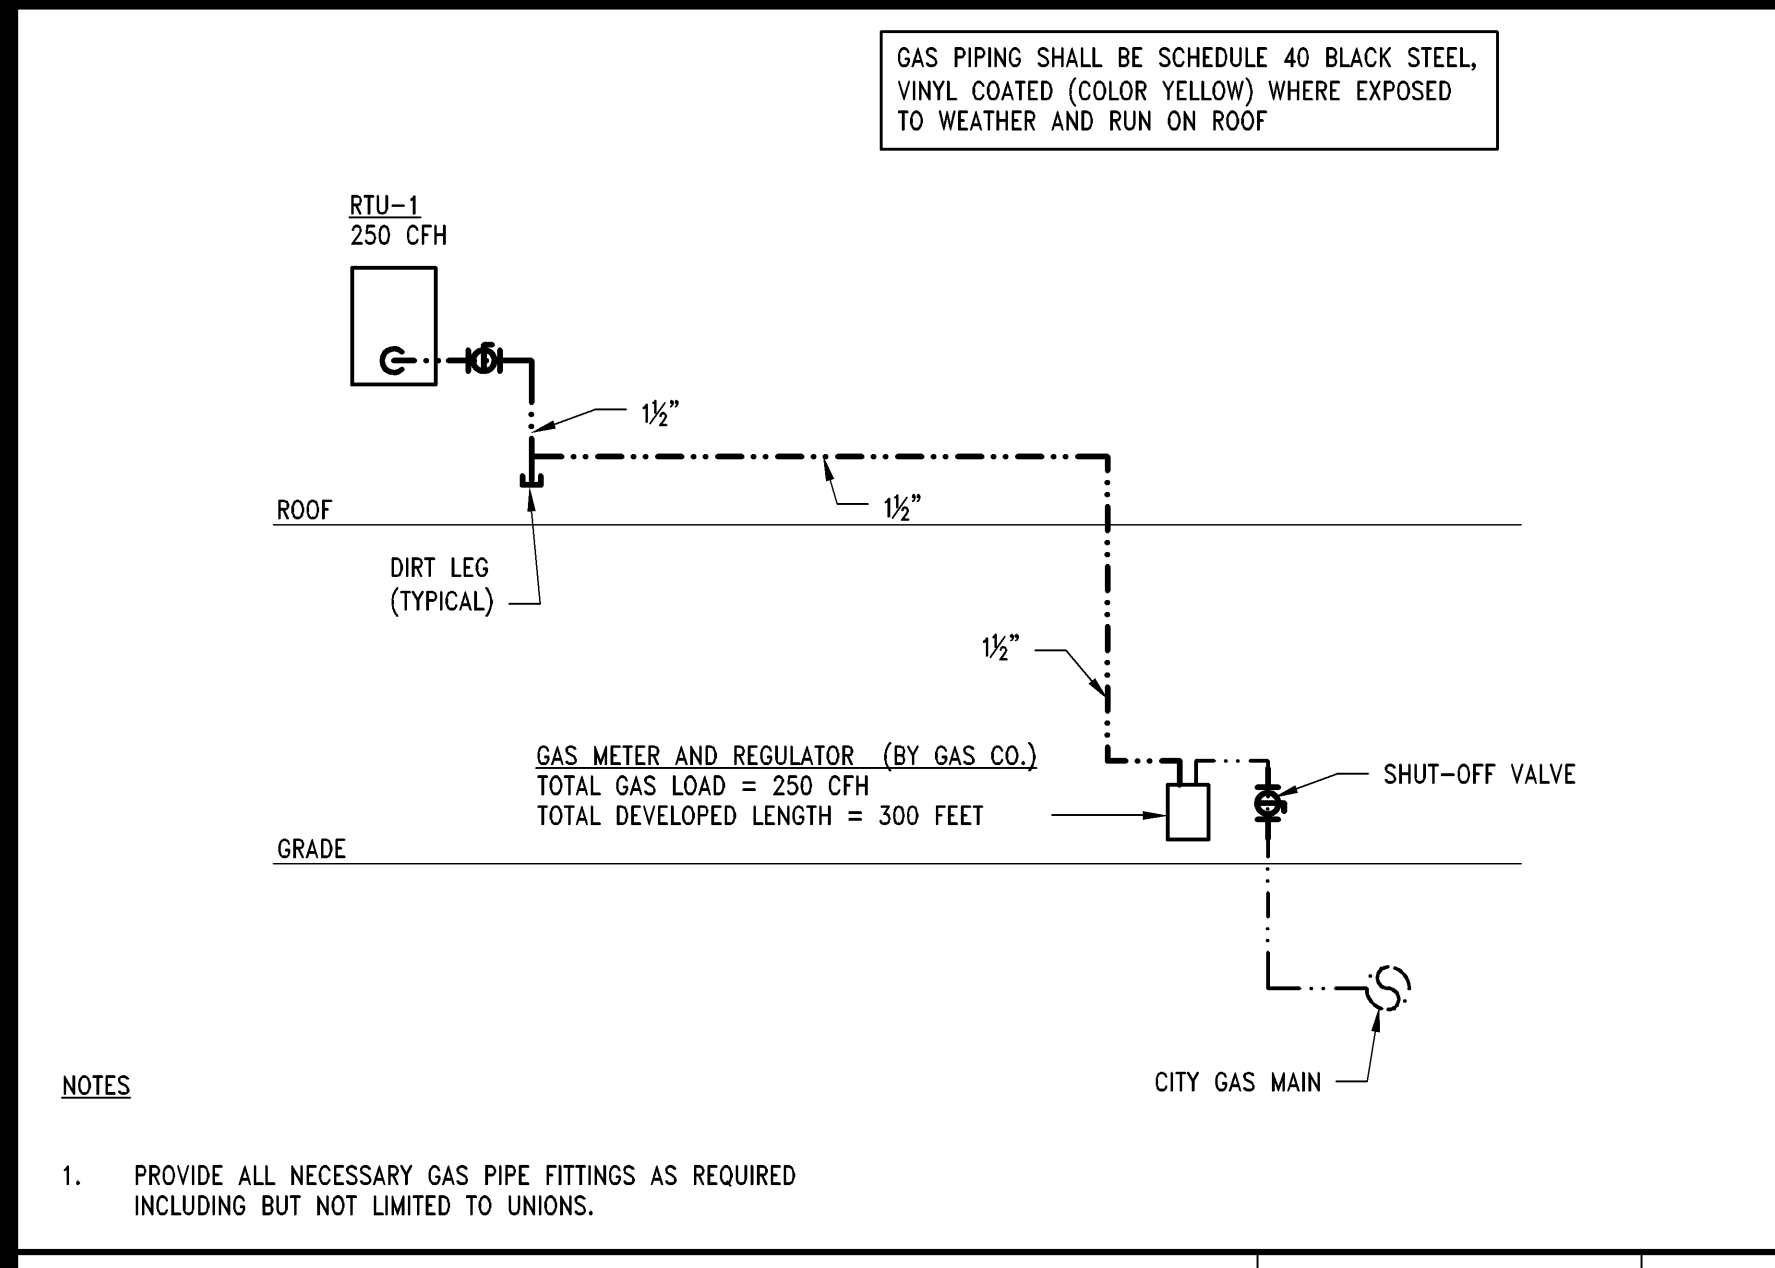 GAS PIPING SHALL BE SCHEDULE 40 BLACK STEEL,
VINYL COATED (COLOR YELLOW) WHERE EXPOSED
TO WEATHER AND RUN ON ROOF
RTU-1
250 CFH
1½"
1½"
ROOF
DIRT LEG
(TYPICAL)
1½"
GAS METER AND REGULATOR (BY GAS CO.)
TOTAL GAS LOAD = 250 CFH
TOTAL DEVELOPED LENGTH = 300 FEET
SHUT-OFF VALVE
GRADE
CITY GAS MAIN
NOTES
1. PROVIDE ALL NECESSARY GAS PIPE FITTINGS AS REQUIRED
INCLUDING BUT NOT LIMITED TO UNIONS.